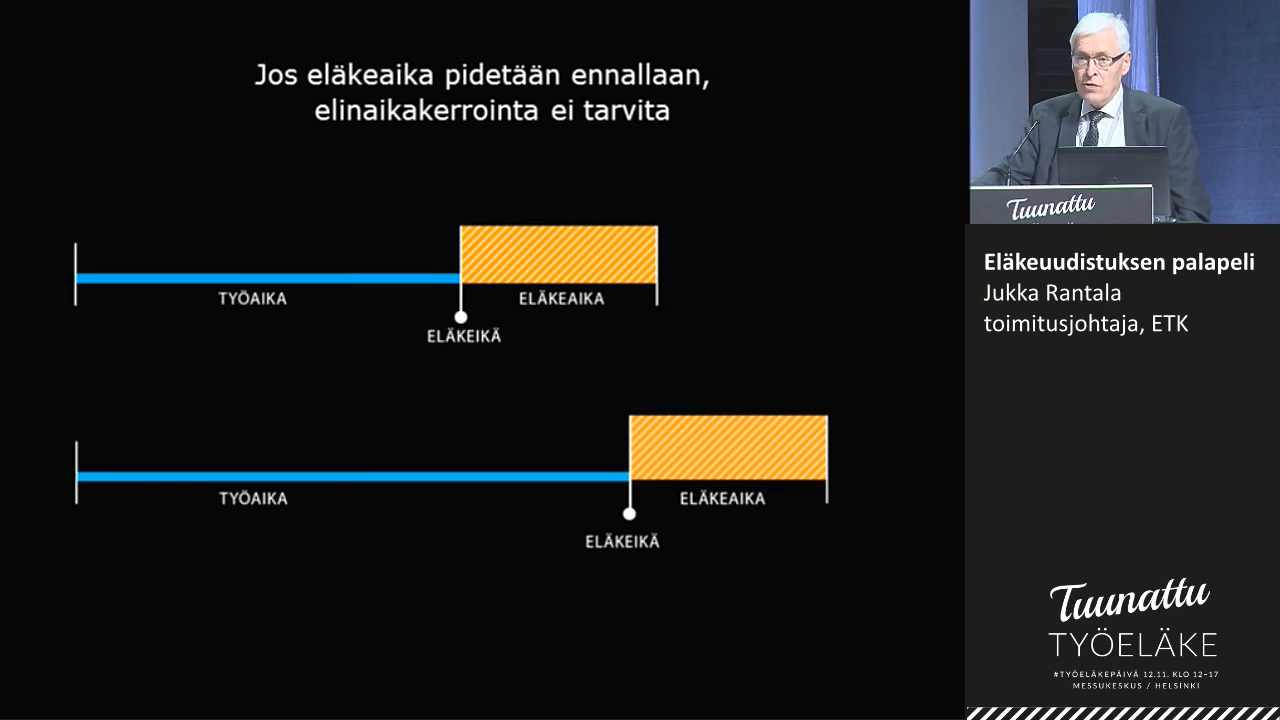 Jos eläkeaika pidetään ennallaan,
elinaikakerrointa ei tarvita
TYÖAIKA
ELÄKEAIKA
ELÄKEIKÄ
TYÖAIKA
ELÄKEAIKA
ELÄKEIKÄ
Tuunattu
Eläkeuudistuksen palapeli
Jukka Rantala
toimitusjohtaja, ETK
Tuunattu
TYÖELÄKE
#TYÖELÄKEPÄIVÄ 12.11. KLO 12-17
MESSUKESKUS / HELSINKI